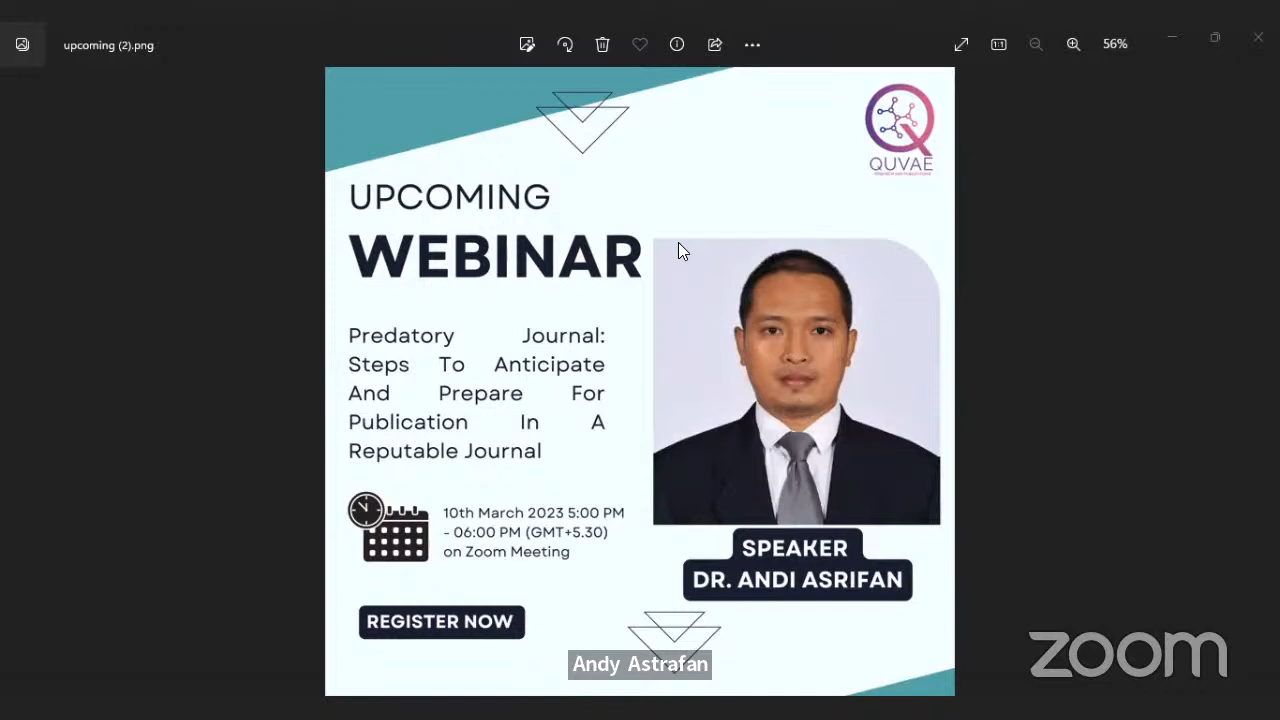 upcoming (2).png
56%
QUVAE
UPCOMING
WEBINAR
Predatory Journal:
Steps To Anticipate
And Prepare For
Publication In A
Reputable Journal
10th March 2023 5:00 PM
- 06:00 PM (GMT+5.30)
on Zoom Meeting
SPEAKER
DR. ANDI ASRIFAN
REGISTER NOW
Andy Astrafan
zoom